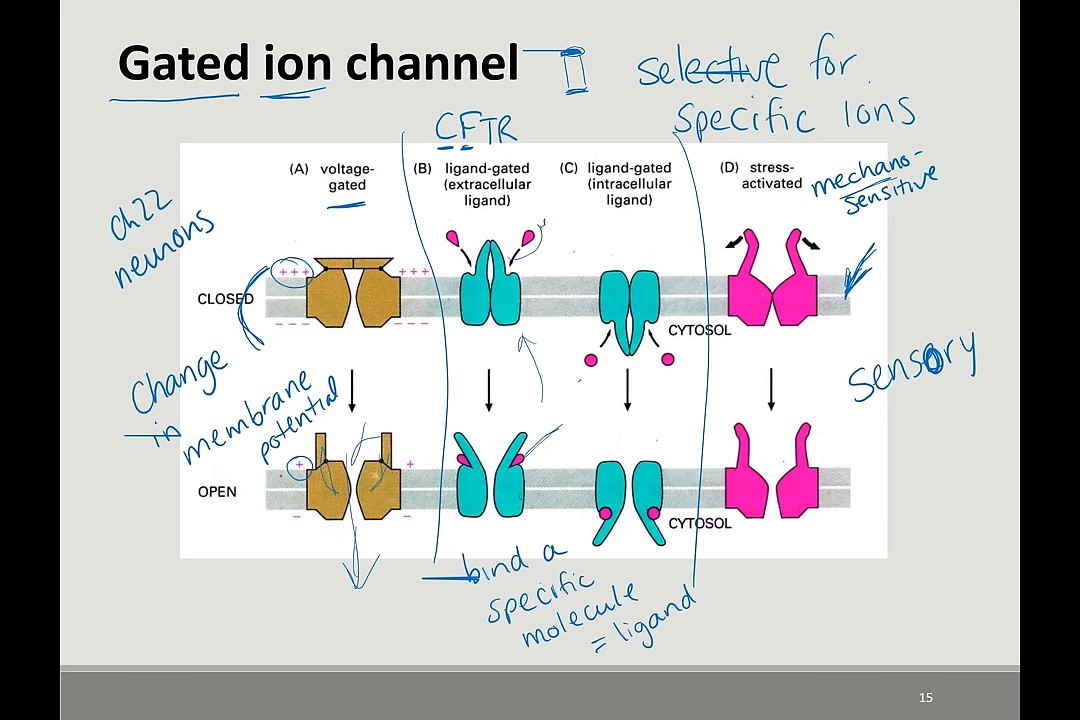 Gated ion channel
selective for
specific Ions
CFTR
(A) voltage-
gated
(B) ligand-gated
(extracellular
ligand)
(C) ligand-gated
(intracellular
ligand)
(D) stress-
activated
mechano-
sensitive
ch22
neurons
+++
+++
CLOSED
– – – –
– – –
CYTOSOL
sensory
Change
in
membrane
potential
+
+
OPEN
–
–
CYTOSOL
bind a
specific
molecule
= ligand
15